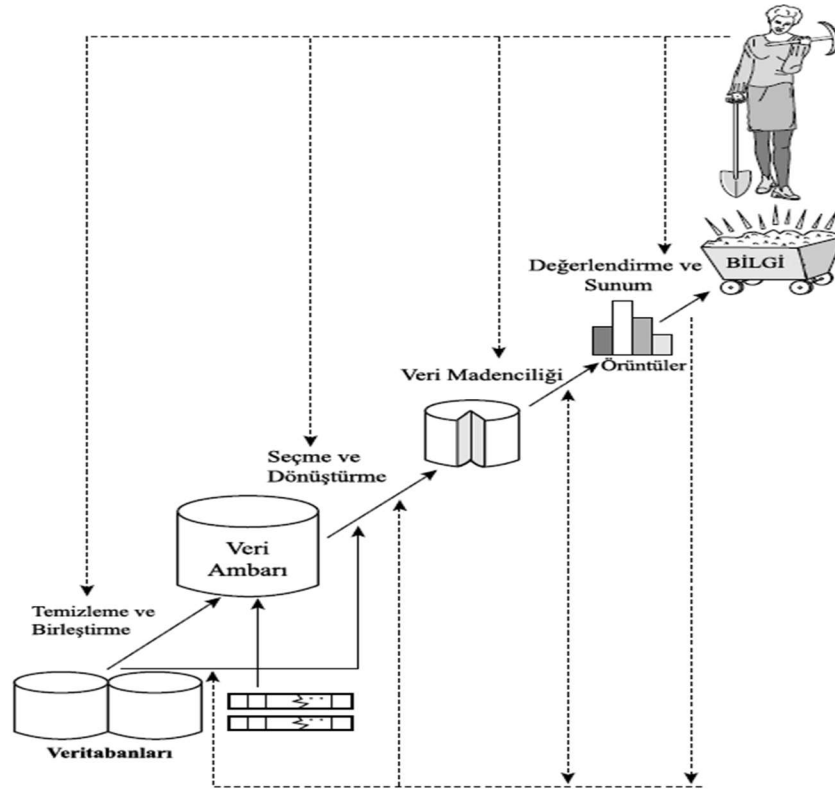 BİLGİ
Değerlendirme ve
Sunum
Örüntüler
Veri Madenciliği
Seçme ve
Dönüştürme
Veri
Ambarı
Temizleme ve
Birleştirme
Veritabanları